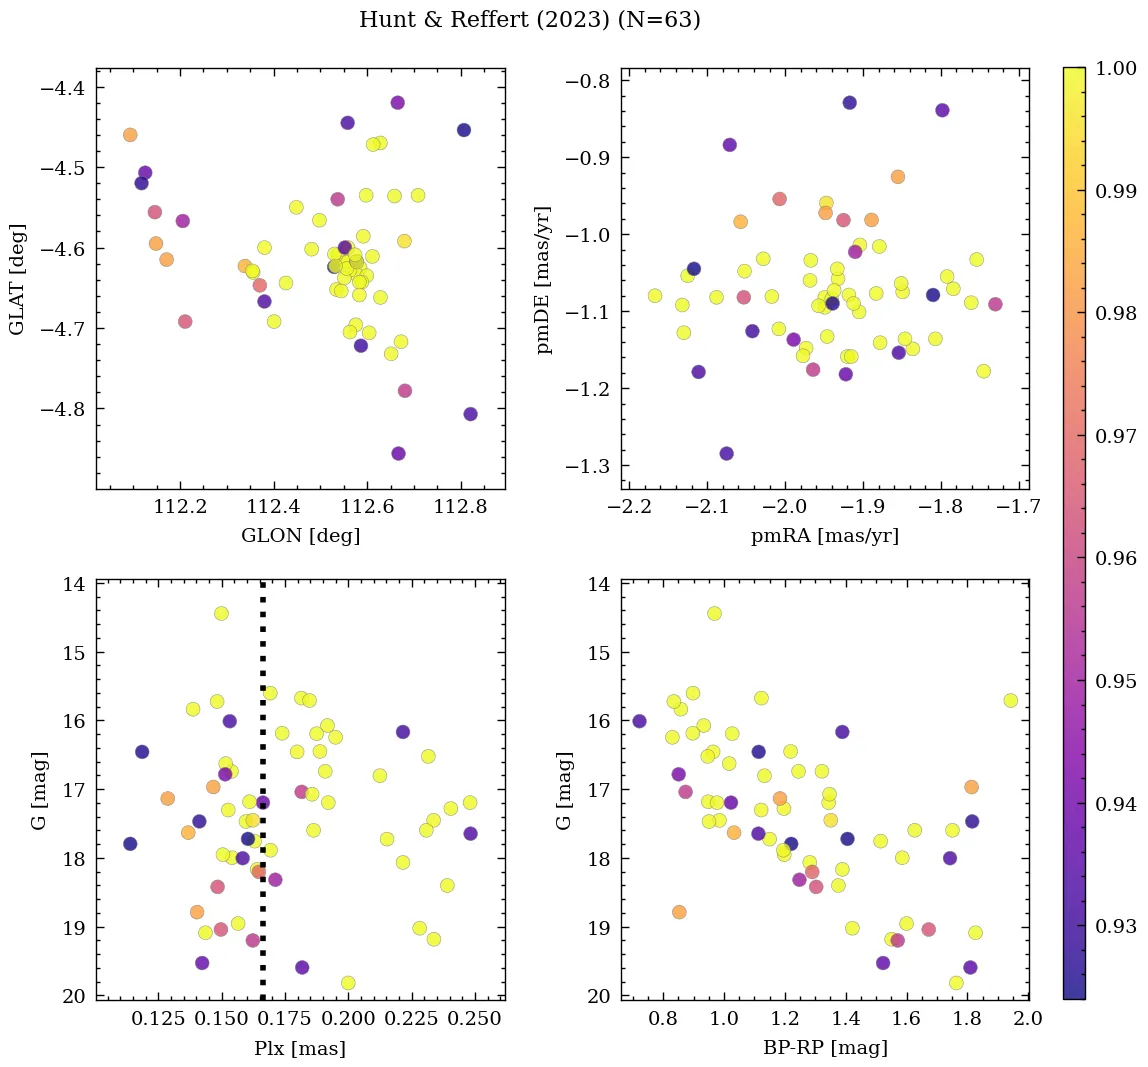 Hunt & Reffert (2023) (N=63)
−4.4
−4.5
−4.6
−4.7
−4.8
GLAT [deg]
112.2 112.4 112.6 112.8
GLON [deg]
−0.8
−0.9
−1.0
−1.1
−1.2
−1.3
pmDE [mas/yr]
−2.2 −2.1 −2.0 −1.9 −1.8 −1.7
pmRA [mas/yr]
14
15
16
17
18
19
20
G [mag]
0.125 0.150 0.175 0.200 0.225 0.250
Plx [mas]
14
15
16
17
18
19
20
G [mag]
0.8 1.0 1.2 1.4 1.6 1.8 2.0
BP-RP [mag]
1.00
0.99
0.98
0.97
0.96
0.95
0.94
0.93